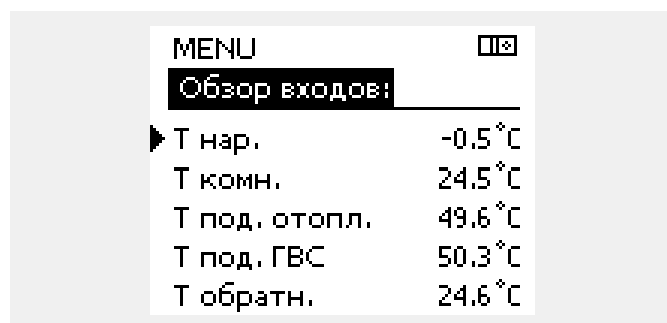 MENU
Обзор входов:
Т нар. -0.5°C
Т комн. 24.5°C
Т под. отопл. 49.6°C
Т под. ГВС 50.3°C
Т обратн. 24.6°C